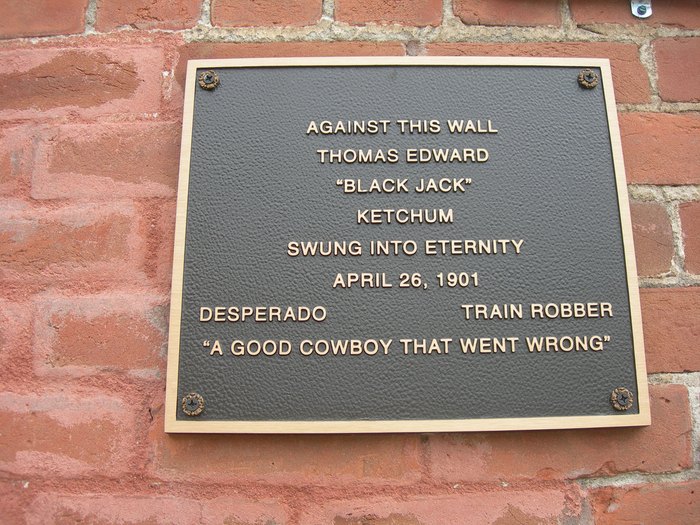 AGAINST THIS WALL
THOMAS EDWARD
“BLACK JACK”
KETCHUM
SWUNG INTO ETERNITY
APRIL 26, 1901
DESPERADO TRAIN ROBBER
“A GOOD COWBOY THAT WENT WRONG”